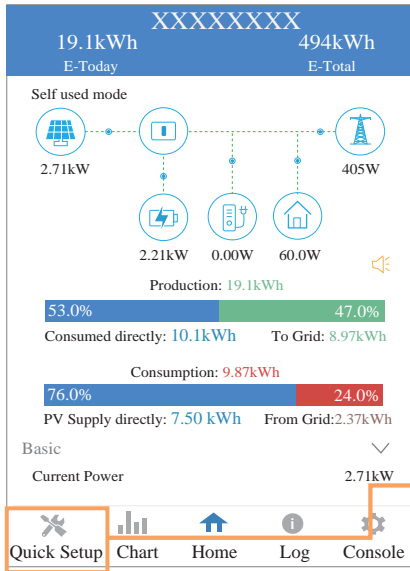 XXXXXXXX
19.1kWh 494kWh
E-Today E-Total
Self used mode
2.71kW 405W
2.21kW 0.00W 60.0W
Production: 19.1kWh
53.0% 47.0%
Consumed directly: 10.1kWh To Grid: 8.97kWh
Consumption: 9.87kWh
76.0% 24.0%
PV Supply directly: 7.50 kWh From Grid:2.37kWh
Basic
Current Power 2.71kW
Quick Setup Chart Home Log Console